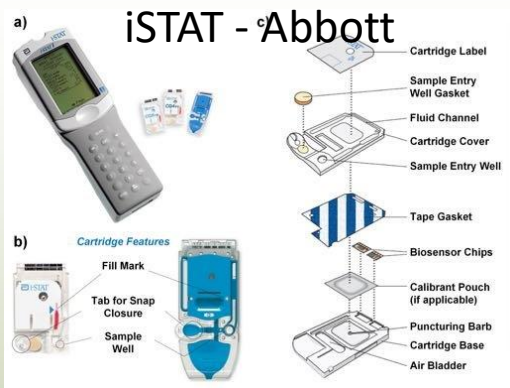 iSTAT - Abbott
a)
c)
Cartridge Label
Sample Entry
Well Gasket
Fluid Channel
Cartridge Cover
Sample Entry Well
Tape Gasket
Biosensor Chips
Calibrant Pouch
(if applicable)
Puncturing Barb
Cartridge Base
Air Bladder
b)
Cartridge Features
Fill Mark
Tab for Snap
Closure
Sample
Well
i-STAT